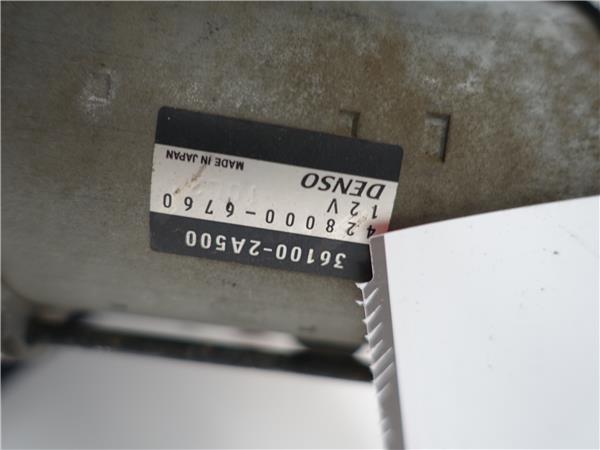 36100-2A500
428000-6760
12V
DENSO
MADE IN JAPAN